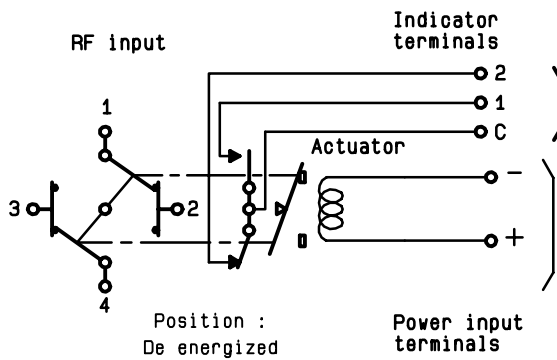 RF input
Indicator
terminals
2
1
C
Actuator
1
3
2
4
-
+
Position :
De energized
Power input
terminals